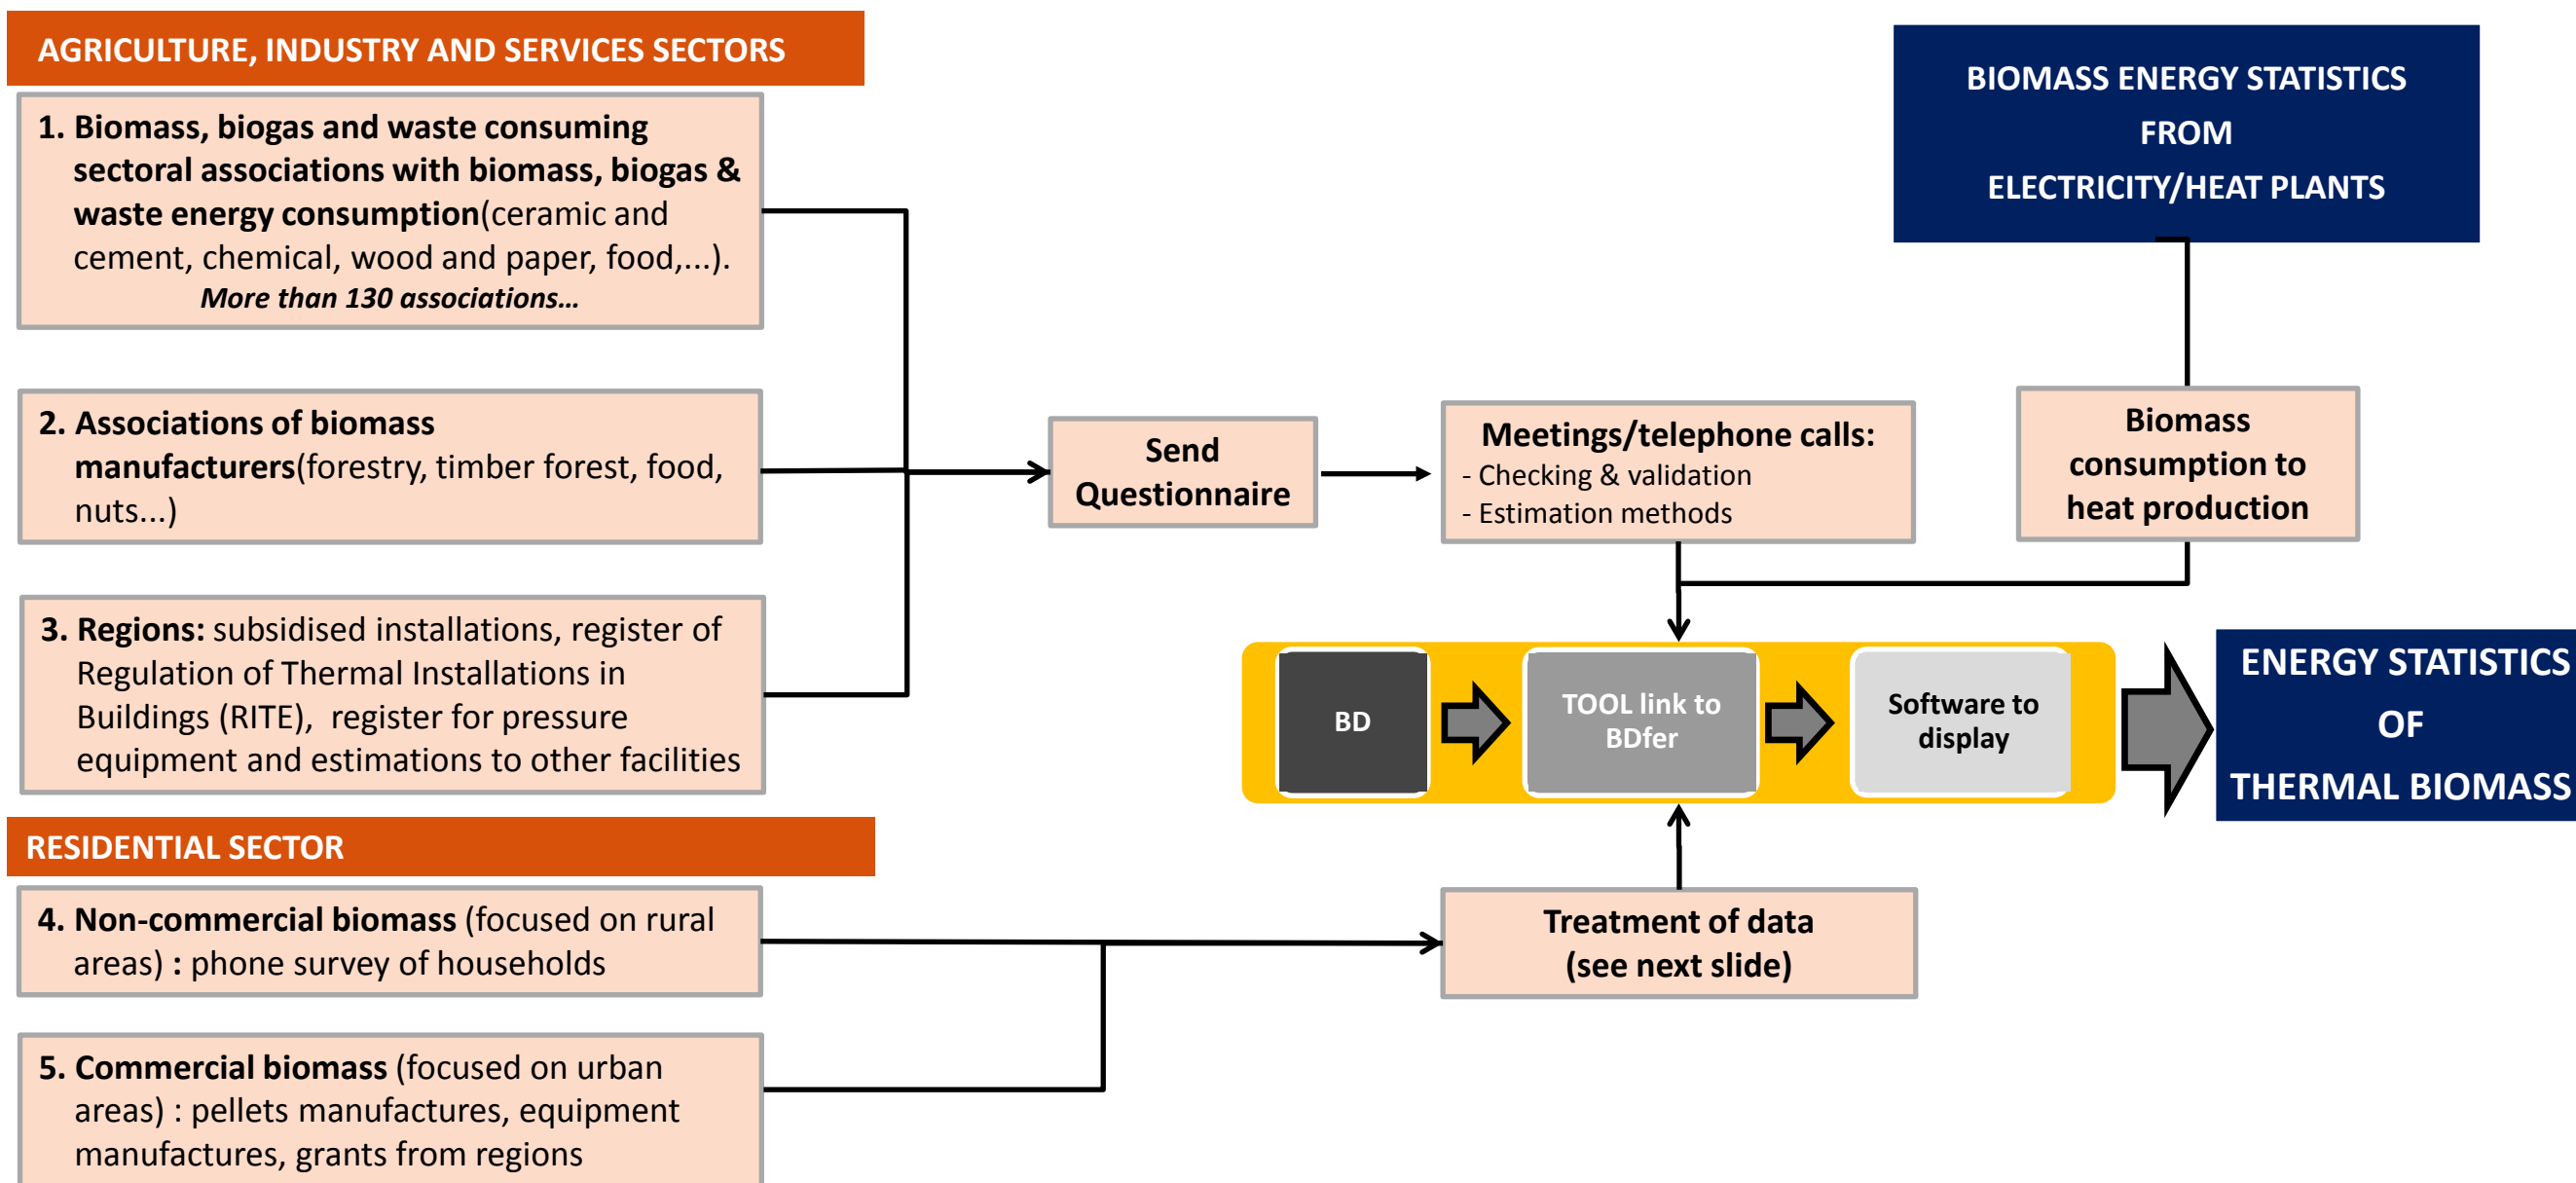 AGRICULTURE, INDUSTRY AND SERVICES SECTORS
1. Biomass, biogas and waste consuming
sectoral associations with biomass, biogas &
waste energy consumption(ceramic and
cement, chemical, wood and paper, food,...).
More than 130 associations...
2. Associations of biomass
manufacturers(forestry, timber forest, food,
nuts...)
3. Regions: subsidised installations, register of
Regulation of Thermal Installations in
Buildings (RITE), register for pressure
equipment and estimations to other facilities
RESIDENTIAL SECTOR
4. Non-commercial biomass (focused on rural
areas) : phone survey of households
5. Commercial biomass (focused on urban
areas) : pellets manufactures, equipment
manufactures, grants from regions
Send
Questionnaire
Meetings/telephone calls:
- Checking & validation
- Estimation methods
BIOMASS ENERGY STATISTICS
FROM
ELECTRICITY/HEAT PLANTS
Biomass
consumption to
heat production
BD
TOOL link to
BDfer
Software to
display
ENERGY STATISTICS
OF
THERMAL BIOMASS
Treatment of data
(see next slide)